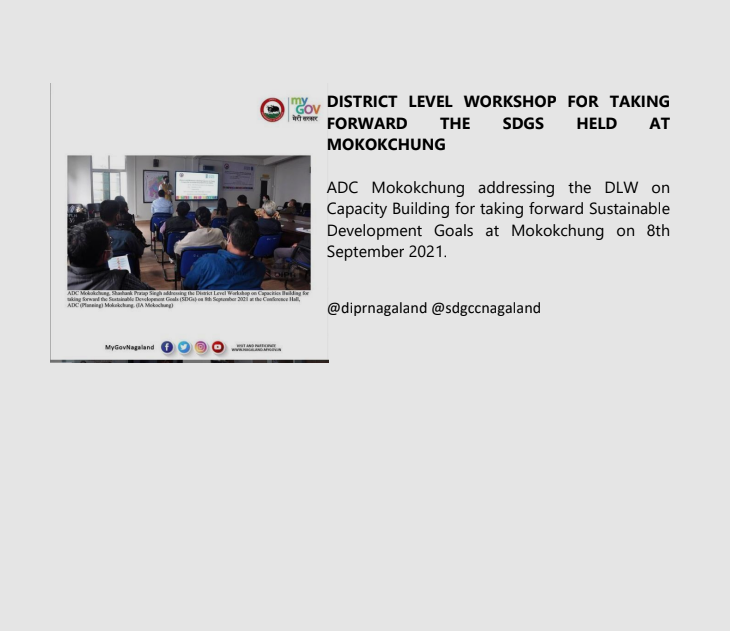 my
GOV
मेरी सरकार
DISTRICT LEVEL WORKSHOP FOR TAKING
FORWARD THE SDGS HELD AT
MOKOKCHUNG
ADC Mokokchung addressing the DLW on
Capacity Building for taking forward Sustainable
Development Goals at Mokokchung on 8th
September 2021.
@diprnagaland @sdgccnagaland
ADC Mokokchung, Shashank Pratap Singh addressing the District Level Workshop on Capacities Building for
taking forward the Sustainable Development Goals (SDGs) on 8th September 2021 at the Conference Hall,
ADC (Planning) Mokokchung. (IA Mokochung)
MyGovNagaland
VISIT AND PARTICIPATE
WWW.NAGALAND.MYGOV.IN